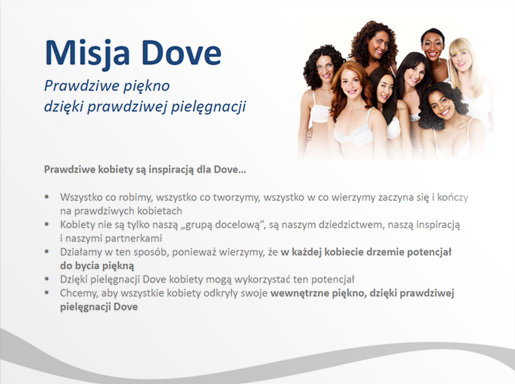 Misja Dove
Prawdziwe piękno
dzięki prawdziwej pielęgnacji
Prawdziwe kobiety są inspiracją dla Dove...
▪ Wszystko co robimy, wszystko co tworzymy, wszystko w co wierzymy zaczyna się i kończy
na prawdziwych kobietach
▪ Kobiety nie są tylko naszą „grupą docelową”, są naszym dziedzictwem, naszą inspiracją
i naszymi partnerkami
▪ Działamy w ten sposób, ponieważ wierzymy, że w każdej kobiecie drzemie potencjał
do bycia piękną
▪ Dzięki pielęgnacji Dove kobiety mogą wykorzystać ten potencjał
▪ Chcemy, aby wszystkie kobiety odkryły swoje wewnętrzne piękno, dzięki prawdziwej
pielęgnacji Dove